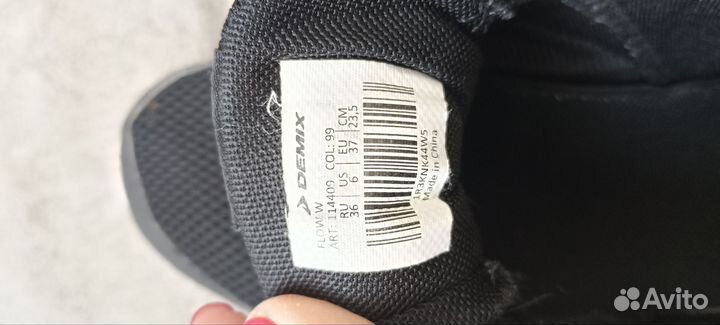 DEMIX
FLOW W
ART: 114409 COL: 99
RU US EU CM
36 6 37 23,5
1R3KNK44W5
Made in China
Avito